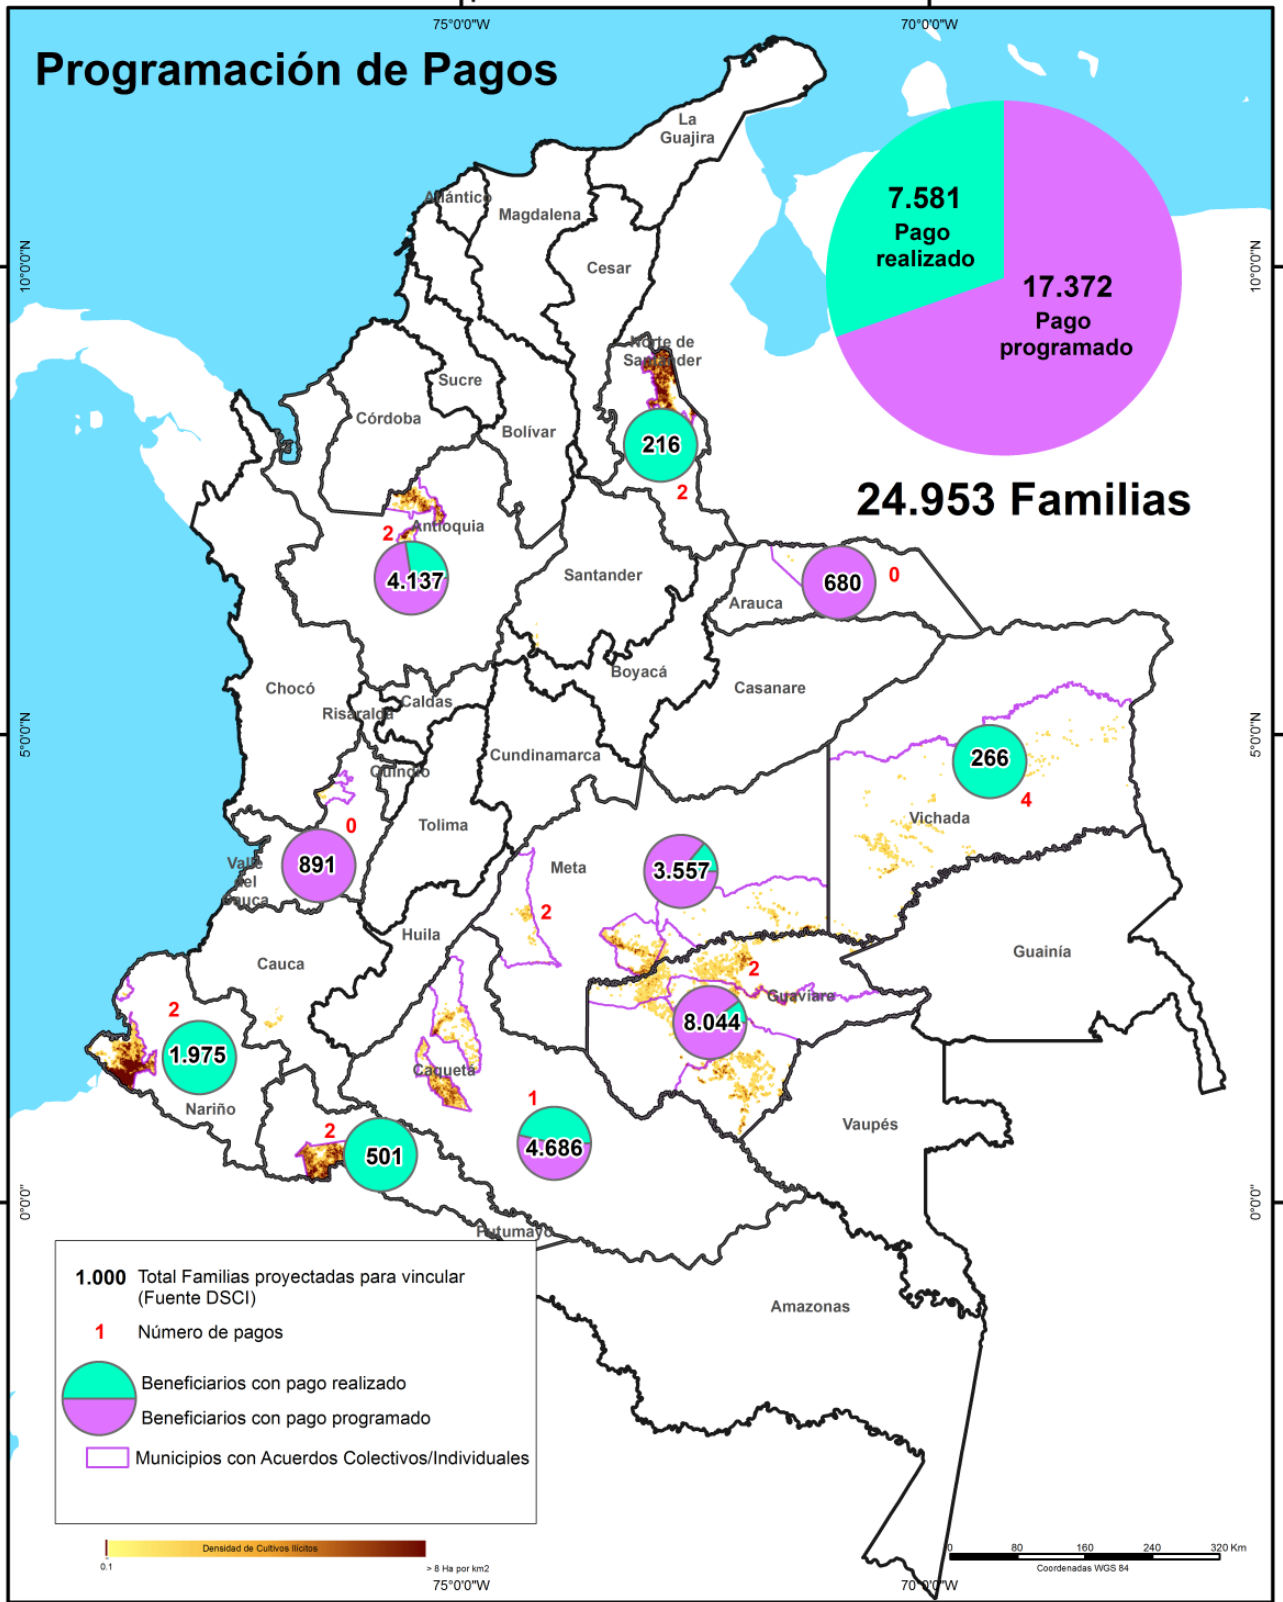 75°0'0"W
70°0'0"W
Programación de Pagos
La
Guajira
Atlántico
Magdalena
Cesar
7.581
Pago
realizado
17.372
Pago
programado
10°0'0"N
10°0'0"N
Norte de
Santander
Sucre
Córdoba
Bolívar
216
2
24.953 Familias
Antioquia
2
4.137
Santander
680
0
Arauca
Boyacá
Chocó
Casanare
Caldas
Risaralda
5°0'0"N
5°0'0"N
Cundinamarca
Quindío
266
4
Vichada
Tolima
0
891
Valle
del
Cauca
Meta
3.557
2
Huila
Cauca
Guainía
2
Guaviare
8.044
2
1.975
Caquetá
Nariño
1
4.686
Vaupés
2
501
0°0'0"
0°0'0"
Putumayo
Amazonas
1.000 Total Familias proyectadas para vincular
(Fuente DSCI)
1 Número de pagos
Beneficiarios con pago realizado
Beneficiarios con pago programado
Municipios con Acuerdos Colectivos/Individuales
Densidad de Cultivos Ilícitos
0.1
> 8 Ha por km2
0 80 160 240 320 Km
Coordenadas WGS 84
75°0'0"W
70°0'0"W